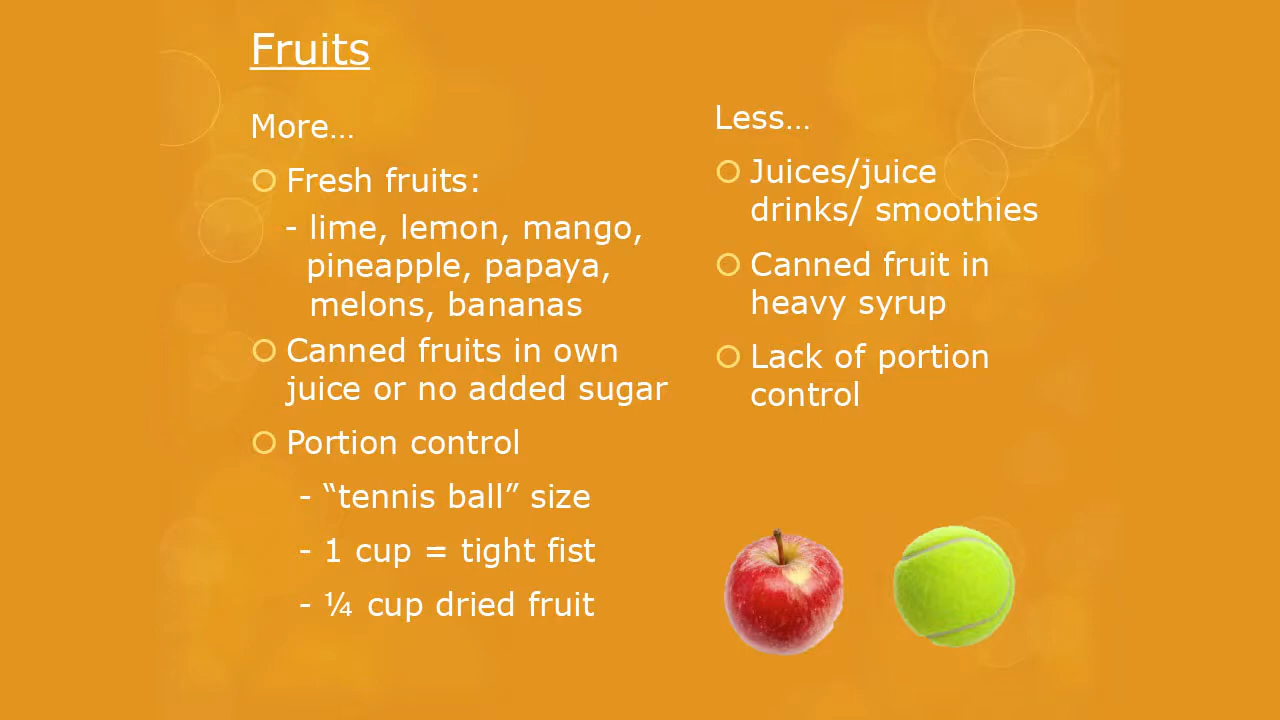 Fruits
More…
Fresh fruits:
- lime, lemon, mango,
pineapple, papaya,
melons, bananas
Canned fruits in own
juice or no added sugar
Portion control
- “tennis ball” size
- 1 cup = tight fist
- ¼ cup dried fruit
Less…
Juices/juice
drinks/ smoothies
Canned fruit in
heavy syrup
Lack of portion
control